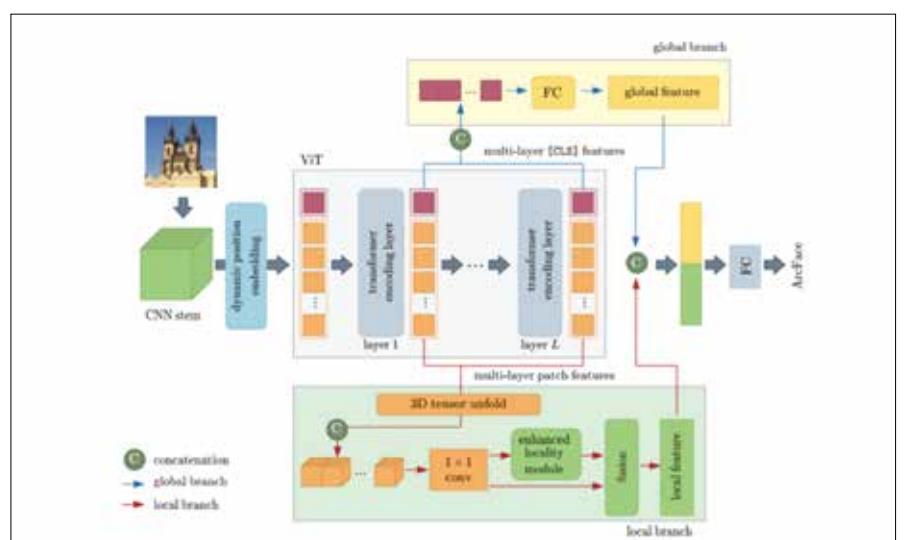 global branch
... FC global feature
C
multi-layer [CLS] features
ViT
dynamic position
embedding
transformer
encoding layer
...
transformer
encoding layer
...
...
...
C
FC
ArcFace
CNN stem
layer 1
layer L
multi-layer patch features
3D tensor unfold
C
enhanced
locality
module
...
1 × 1
conv
fusion
local feature
C concatenation
global branch
local branch
local branch